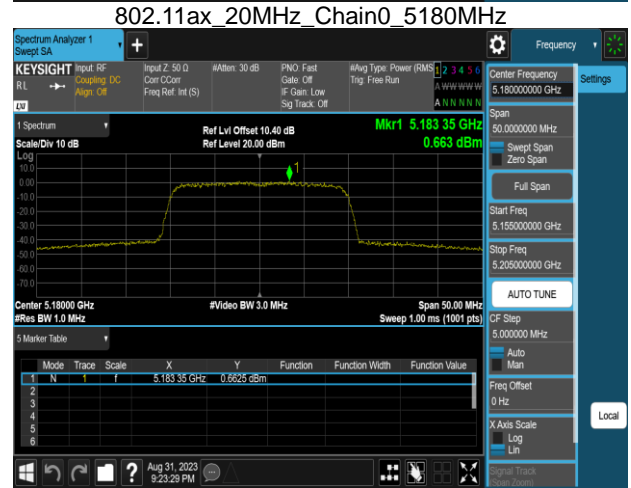 802.11ax_20MHz_Chain0_5180MHz
Spectrum Analyzer 1
Swept SA
Frequency
KEYSIGHT
RL
LXI
Input: RF
Coupling: DC
Align: Off
Input Z: 50 Ω
Corr CCorr
Freq Ref: Int (S)
#Atten: 30 dB
PNO: Fast
Gate: Off
IF Gain: Low
Sig Track: Off
#Avg Type: Power (RMS
Trig: Free Run
1 2 3 4 5 6
A W W W W W
A N N N N N
1 Spectrum
Scale/Div 10 dB
Ref Lvl Offset 10.40 dB
Ref Level 20.00 dBm
Mkr1 5.183 35 GHz
0.663 dBm
Log
10.0
0.00
-10.0
-20.0
-30.0
-40.0
-50.0
-60.0
-70.0
1
Center 5.18000 GHz
#Res BW 1.0 MHz
#Video BW 3.0 MHz
Span 50.00 MHz
Sweep 1.00 ms (1001 pts)
5 Marker Table
Mode Trace Scale X Y Function Function Width Function Value
1 N 1 f 5.183 35 GHz 0.6625 dBm
2
3
4
5
6
Aug 31, 2023
9:23:29 PM
Center Frequency
5.180000000 GHz
Settings
Span
50.0000000 MHz
Swept Span
Zero Span
Full Span
Start Freq
5.155000000 GHz
Stop Freq
5.205000000 GHz
AUTO TUNE
CF Step
5.000000 MHz
Auto
Man
Freq Offset
0 Hz
X Axis Scale
Log
Lin
Local
Signal Track
(Span Zoom)